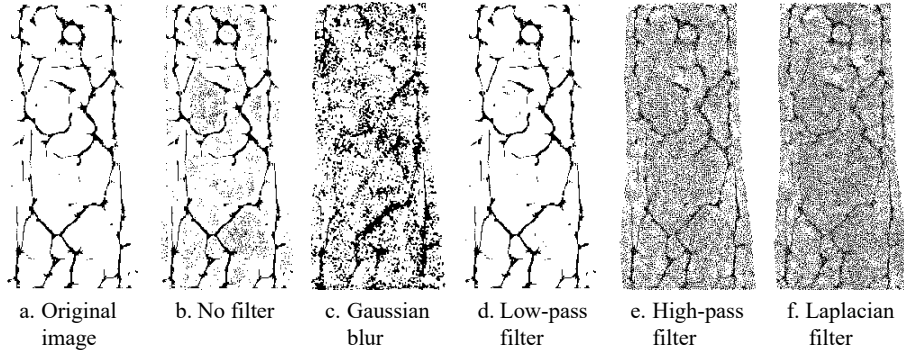 a. Original
image
b. No filter
c. Gaussian
blur
d. Low-pass
filter
e. High-pass
filter
f. Laplacian
filter